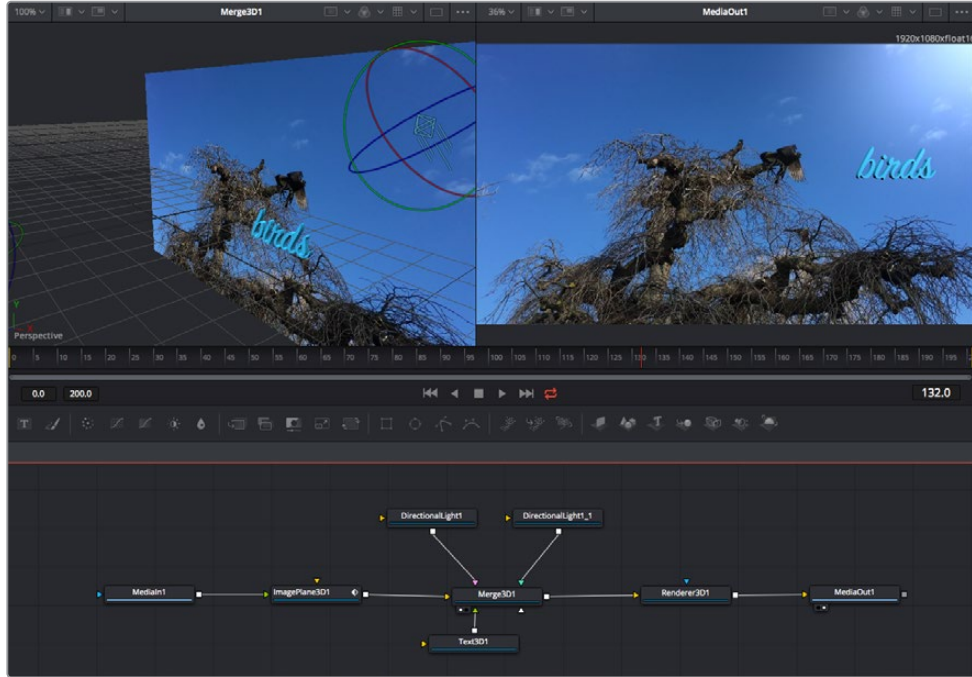 100%
Merge3D1
36%
MediaOut1
1920x1080xfloat16
birds
birds
Y
X
Perspective
0 5 10 15 20 25 30 35 40 45 50 55 60 65 70 75 80 85 90 95 100 105 110 115 120 125 130 135 140 145 150 155 160 165 170 175 180 185 190 195
0.0 200.0 132.0
T T
DirectionalLight1 DirectionalLight1_1
MediaIn1 ImagePlane3D1 Merge3D1 Renderer3D1 MediaOut1
Text3D1